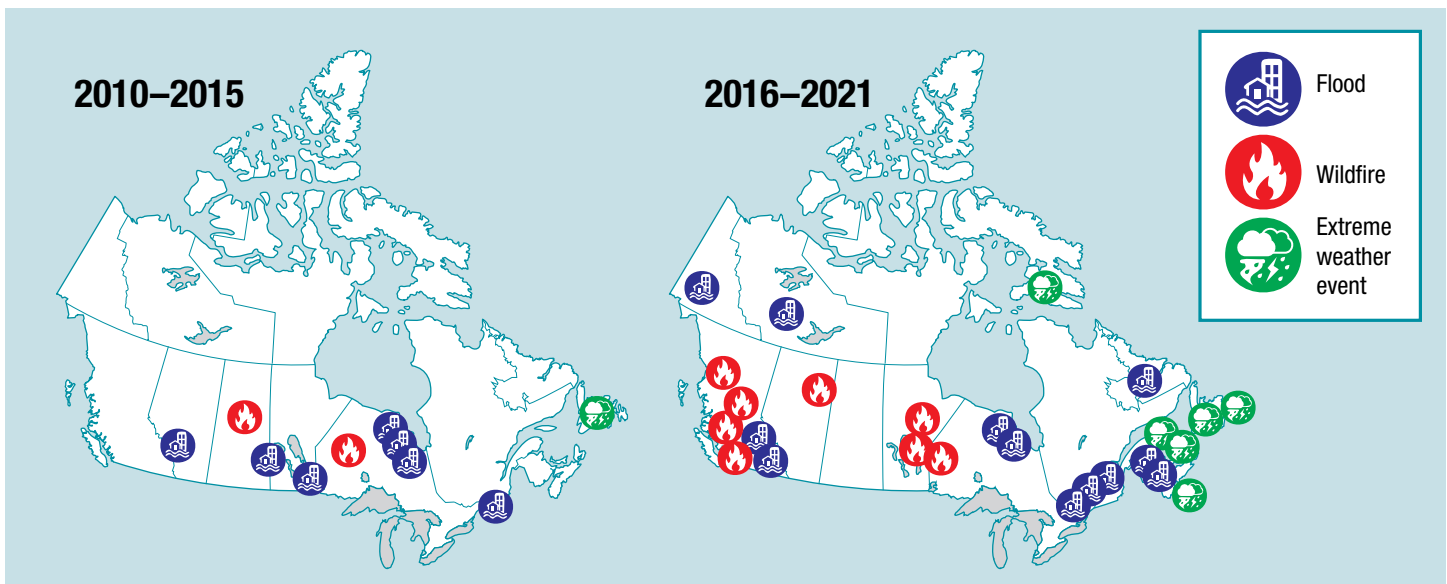 2010–2015
2016–2021
Flood
Wildfire
Extreme
weather
event